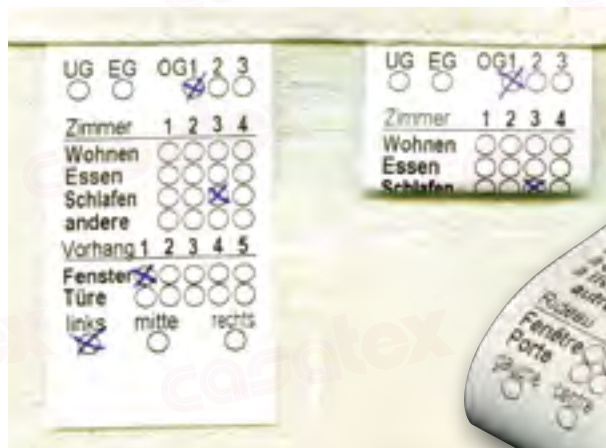 UG EG OG1 2 3
Zimmer 1 2 3 4
Wohnen
Essen
Schlafen
andere
Vorhang 1 2 3 4 5
Fenster
Türe
links mitte rechts
UG EG OG1 2 3
Zimmer 1 2 3 4
Wohnen
Essen
Schlafen
Rideau
Fenêtre
Porte
gauche centre
casatex